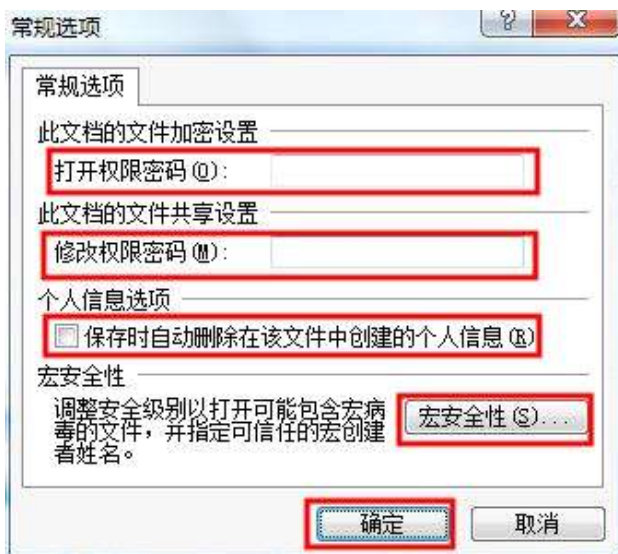 常规选项
常规选项
此文档的文件加密设置
打开权限密码(O):
此文档的文件共享设置
修改权限密码(M):
个人信息选项
保存时自动删除在该文件中创建的个人信息(R)
宏安全性
调整安全级别以打开可能包含宏病
毒的文件，并指定可信任的宏创建
者姓名。
宏安全性(S)...
确定 取消